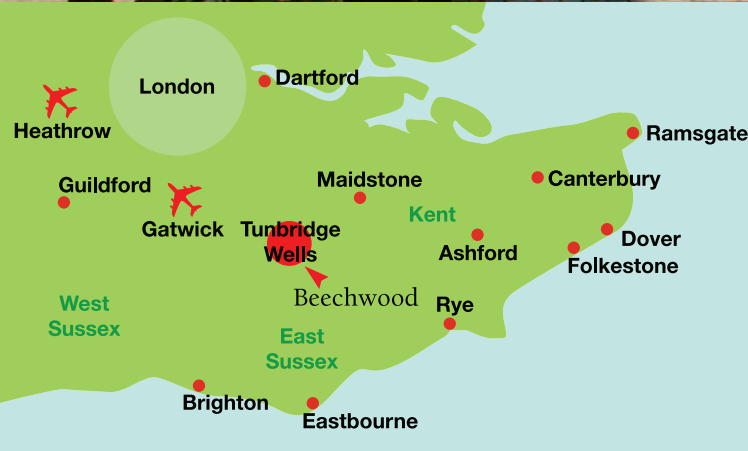 London
Dartford
Heathrow
Ramsgate
Guildford
Maidstone
Canterbury
Gatwick
Tunbridge
Wells
Kent
Ashford
Dover
Folkestone
Beechwood
Rye
West
Sussex
East
Sussex
Brighton
Eastbourne